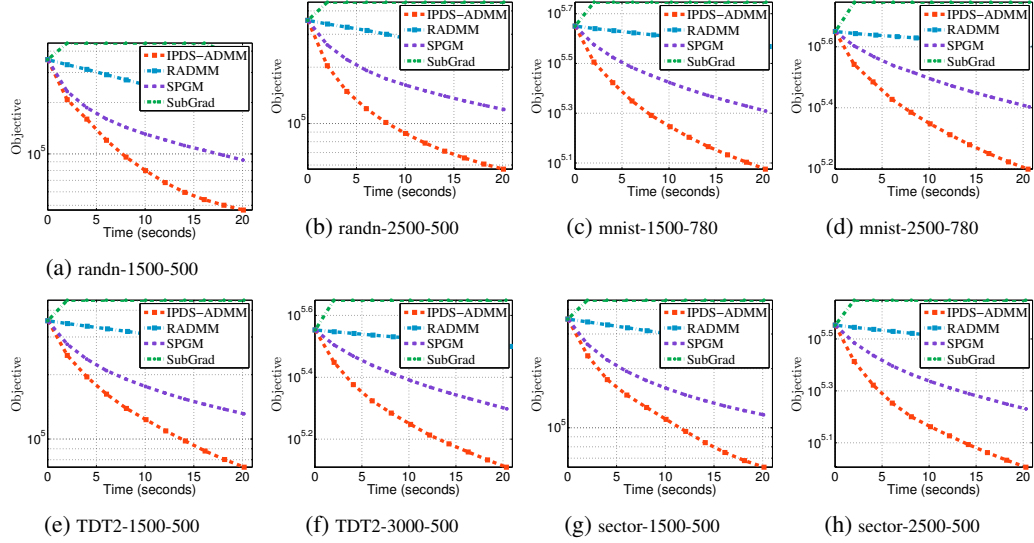 Objective
10^5
IPDS-ADMM
RADMM
SPGM
SubGrad
0 5 10 15 20
Time (seconds)
(a) randn-1500-500
Objective
10^5
IPDS-ADMM
RADMM
SPGM
SubGrad
0 5 10 15 20
Time (seconds)
(b) randn-2500-500
Objective
10^5.7
10^5.5
10^5.3
10^5.1
IPDS-ADMM
RADMM
SPGM
SubGrad
0 5 10 15 20
Time (seconds)
(c) mnist-1500-780
Objective
10^5.6
10^5.4
10^5.2
IPDS-ADMM
RADMM
SPGM
SubGrad
0 5 10 15 20
Time (seconds)
(d) mnist-2500-780
Objective
10^5
IPDS-ADMM
RADMM
SPGM
SubGrad
0 5 10 15 20
Time (seconds)
(e) TDT2-1500-500
Objective
10^5.6
10^5.4
10^5.2
IPDS-ADMM
RADMM
SPGM
SubGrad
0 5 10 15 20
Time (seconds)
(f) TDT2-3000-500
Objective
10^5
IPDS-ADMM
RADMM
SPGM
SubGrad
0 5 10 15 20
Time (seconds)
(g) sector-1500-500
Objective
10^5.5
10^5.3
10^5.1
IPDS-ADMM
RADMM
SPGM
SubGrad
0 5 10 15 20
Time (seconds)
(h) sector-2500-500